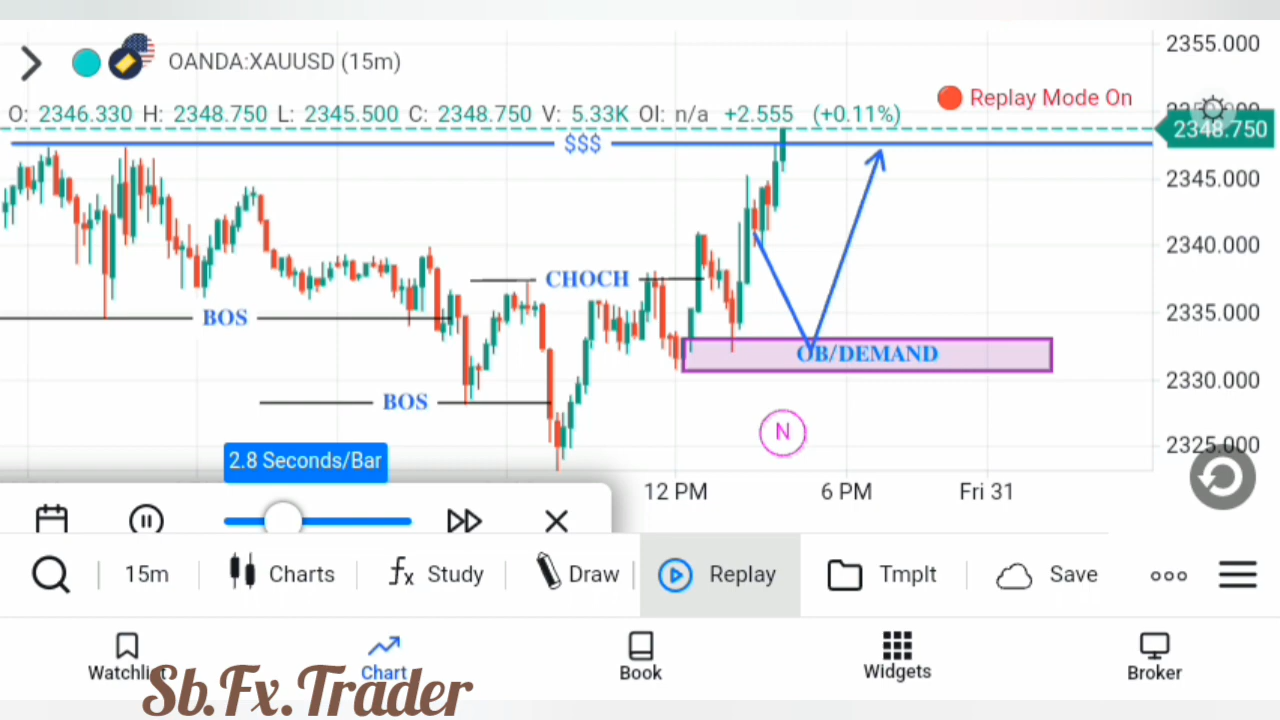 2355.000
OANDA:XAUUSD (15m)
Replay Mode On
O: 2346.330 H: 2348.750 L: 2345.500 C: 2348.750 V: 5.33K OI: n/a +2.555 (+0.11%)
2348.750
$$$
2345.000
2340.000
CHOCH
2335.000
BOS
OB/DEMAND
2330.000
BOS
N
2325.000
2.8 Seconds/Bar
12 PM 6 PM Fri 31
15m Charts fx Study Draw Replay Tmplt Save
Watchlist Chart Book Widgets Broker
Sb.Fx.Trader